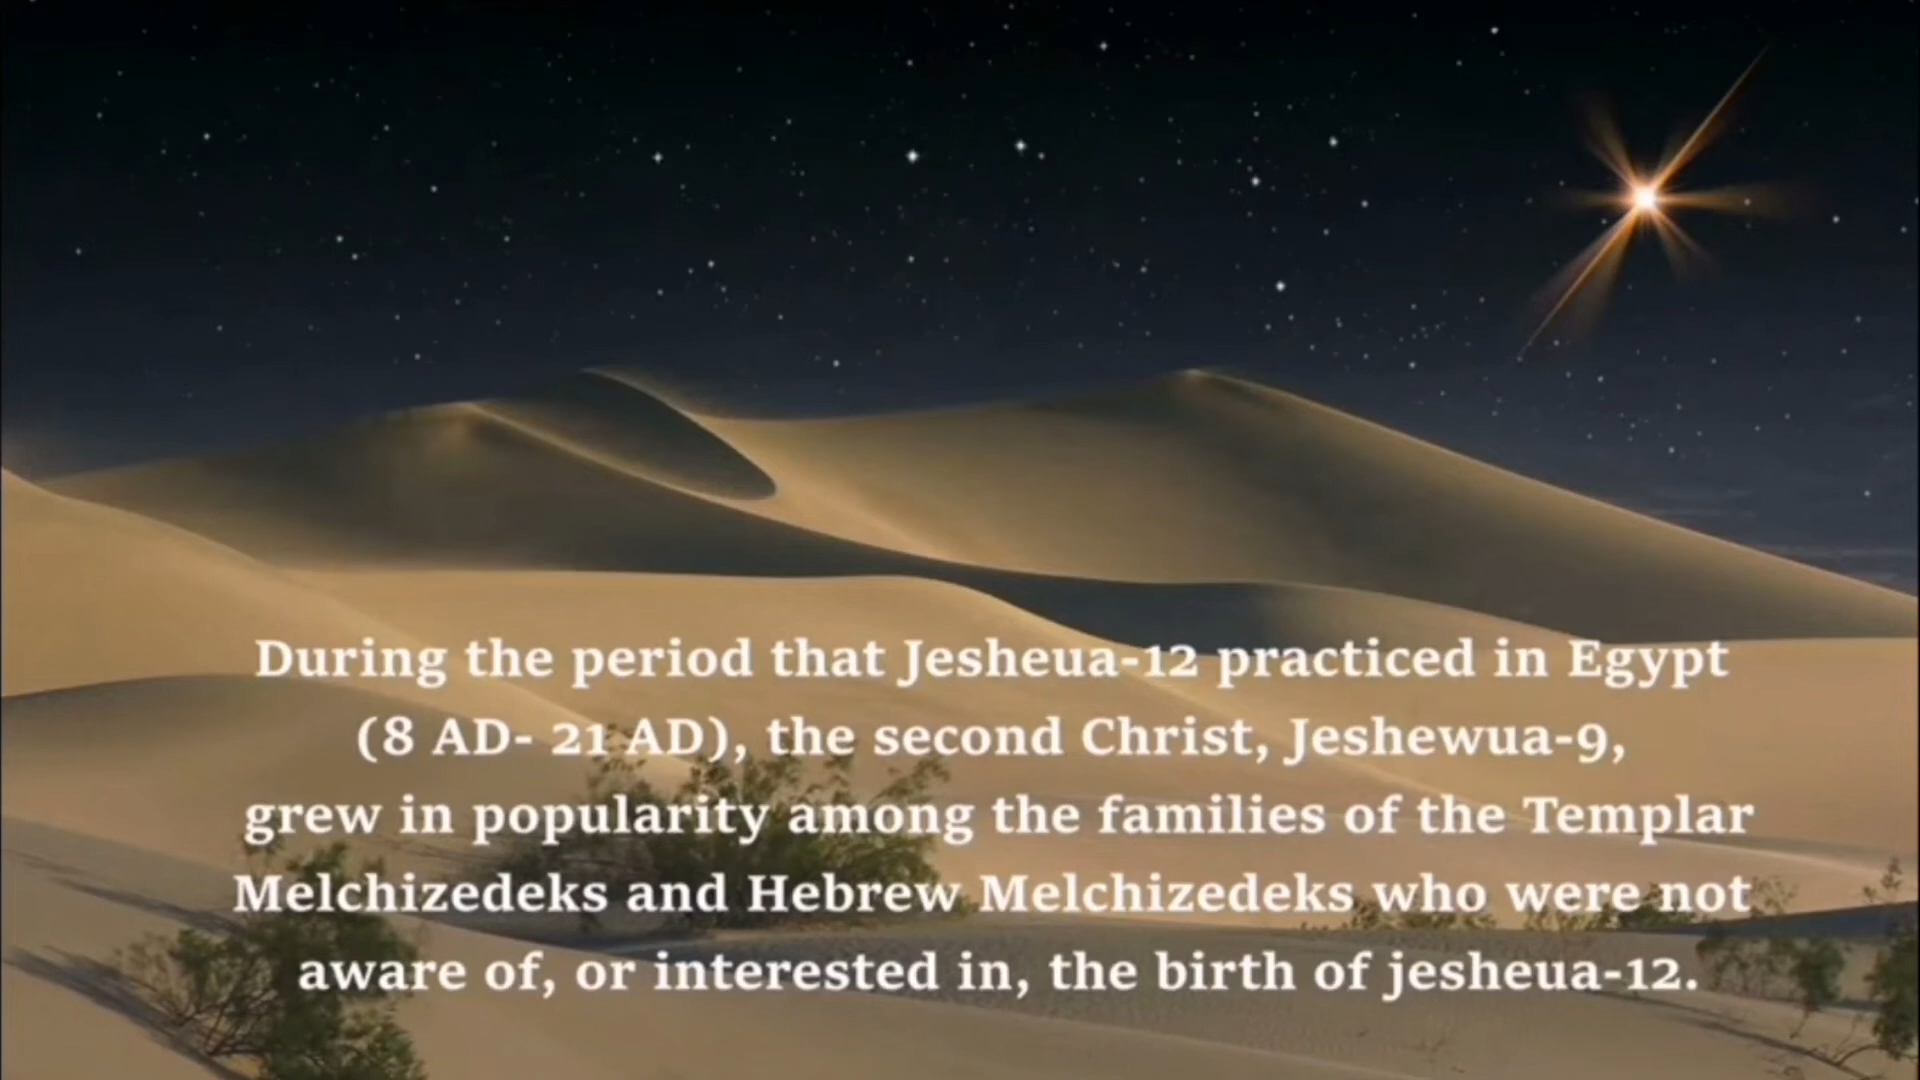 During the period that Jesheua-12 practiced in Egypt
(8 AD- 21 AD), the second Christ, Jeshewua-9,
grew in popularity among the families of the Templar
Melchizedeks and Hebrew Melchizedeks who were not
aware of, or interested in, the birth of jesheua-12.